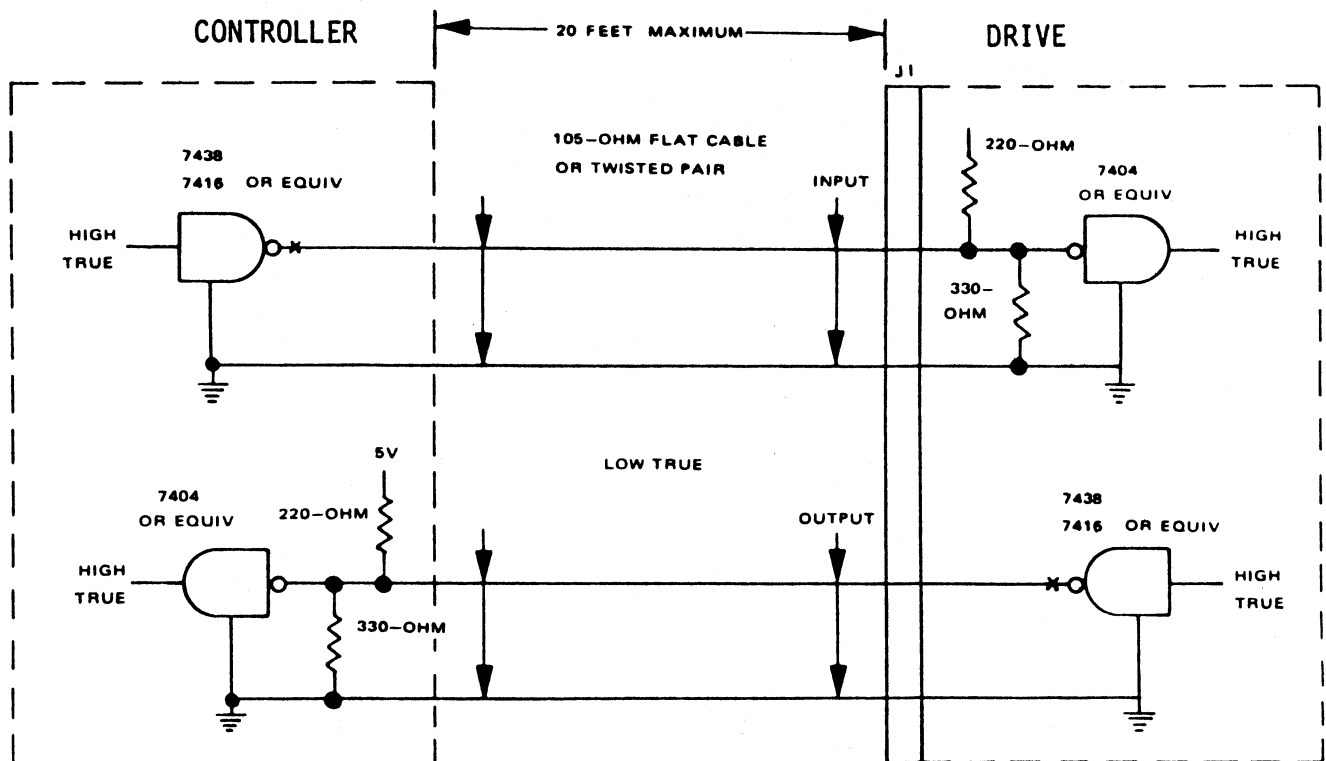 CONTROLLER
20 FEET MAXIMUM
DRIVE
J1
105-OHM FLAT CABLE
OR TWISTED PAIR
7438
7416 OR EQUIV
INPUT
220-OHM
7404
OR EQUIV
HIGH
TRUE
HIGH
TRUE
330-
OHM
5V
LOW TRUE
7404
OR EQUIV
220-OHM
OUTPUT
7438
7416 OR EQUIV
HIGH
TRUE
HIGH
TRUE
330-OHM